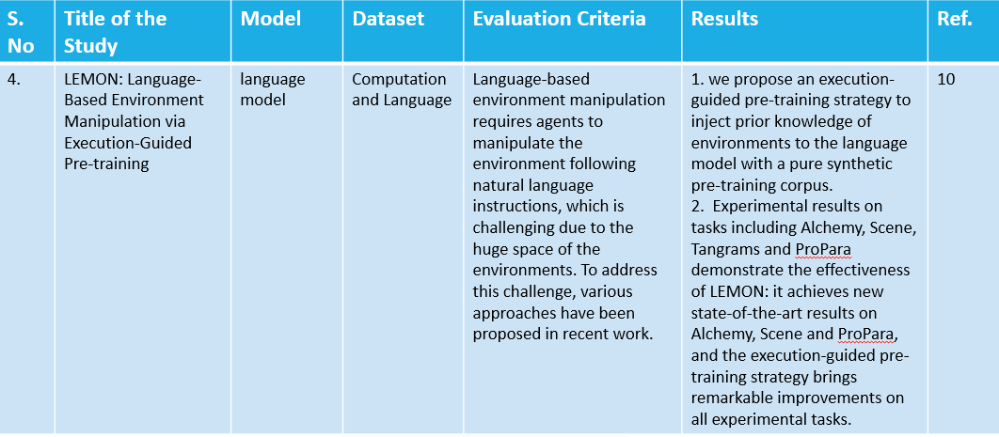 S.
No
Title of the
Study
Model
Dataset
Evaluation Criteria
Results
Ref.
4.
LEMON: Language-
Based Environment
Manipulation via
Execution-Guided
Pre-training
language
model
Computation
and Language
Language-based
environment manipulation
requires agents to
manipulate the
environment following
natural language
instructions, which is
challenging due to the
huge space of the
environments. To address
this challenge, various
approaches have been
proposed in recent work.
1. we propose an execution-
guided pre-training strategy to
inject prior knowledge of
environments to the language
model with a pure synthetic
pre-training corpus.
2. Experimental results on
tasks including Alchemy, Scene,
Tangrams and ProPara
demonstrate the effectiveness
of LEMON: it achieves new
state-of-the-art results on
Alchemy, Scene and ProPara,
and the execution-guided pre-
training strategy brings
remarkable improvements on
all experimental tasks.
10